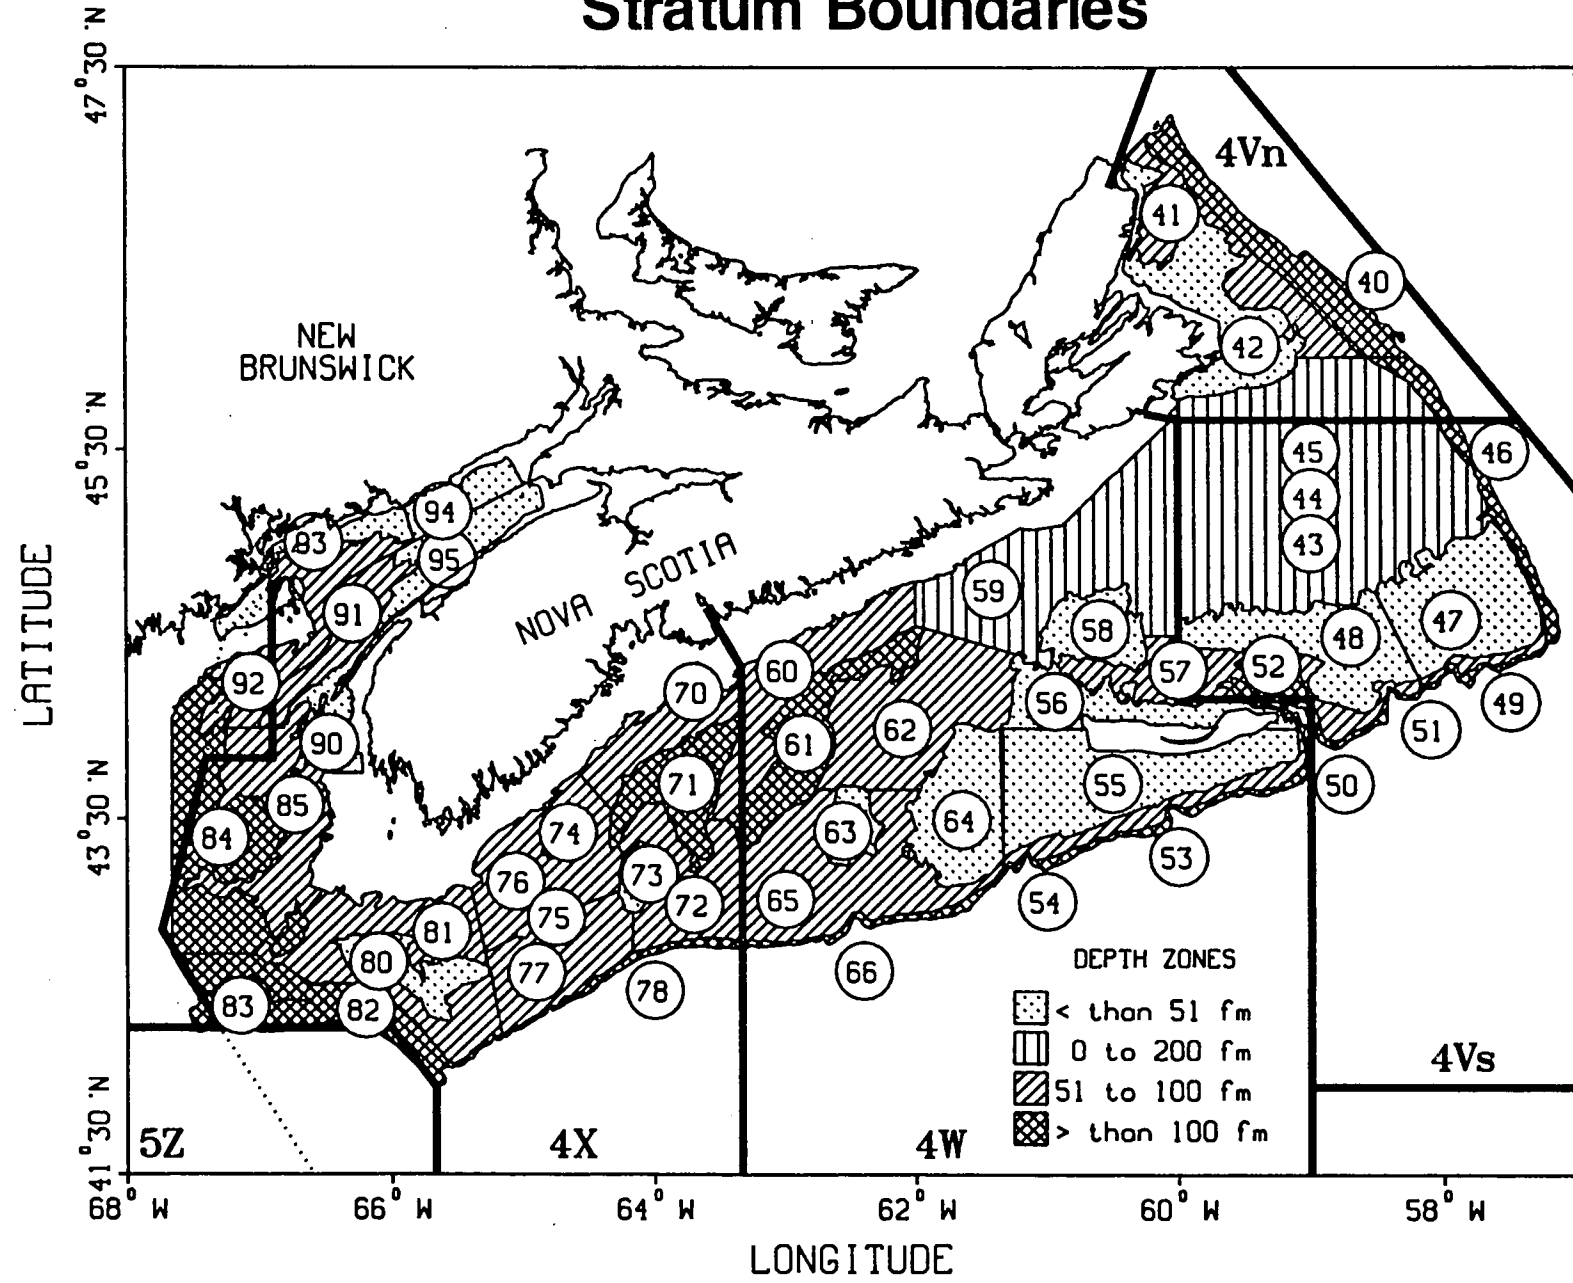 Stratum Boundaries
47°30 'N
4Vn
41
40
NEW
BRUNSWICK
42
45°30 'N
45
46
44
94
93
43
95
NOVA SCOTIA
59
91
47
58
48
60
52
57
92
70
56
49
62
51
90
61
71
55
50
85
43°30 'N
64
74
63
84
53
73
76
65
54
72
75
81
80
77
66
78
83
82
DEPTH ZONES
< than 51 fm
0 to 200 fm
51 to 100 fm
> than 100 fm
4Vs
5Z
4X
4W
41°30 'N
68° W
66° W
64° W
62° W
60° W
58° W
LATITUDE
LONGITUDE